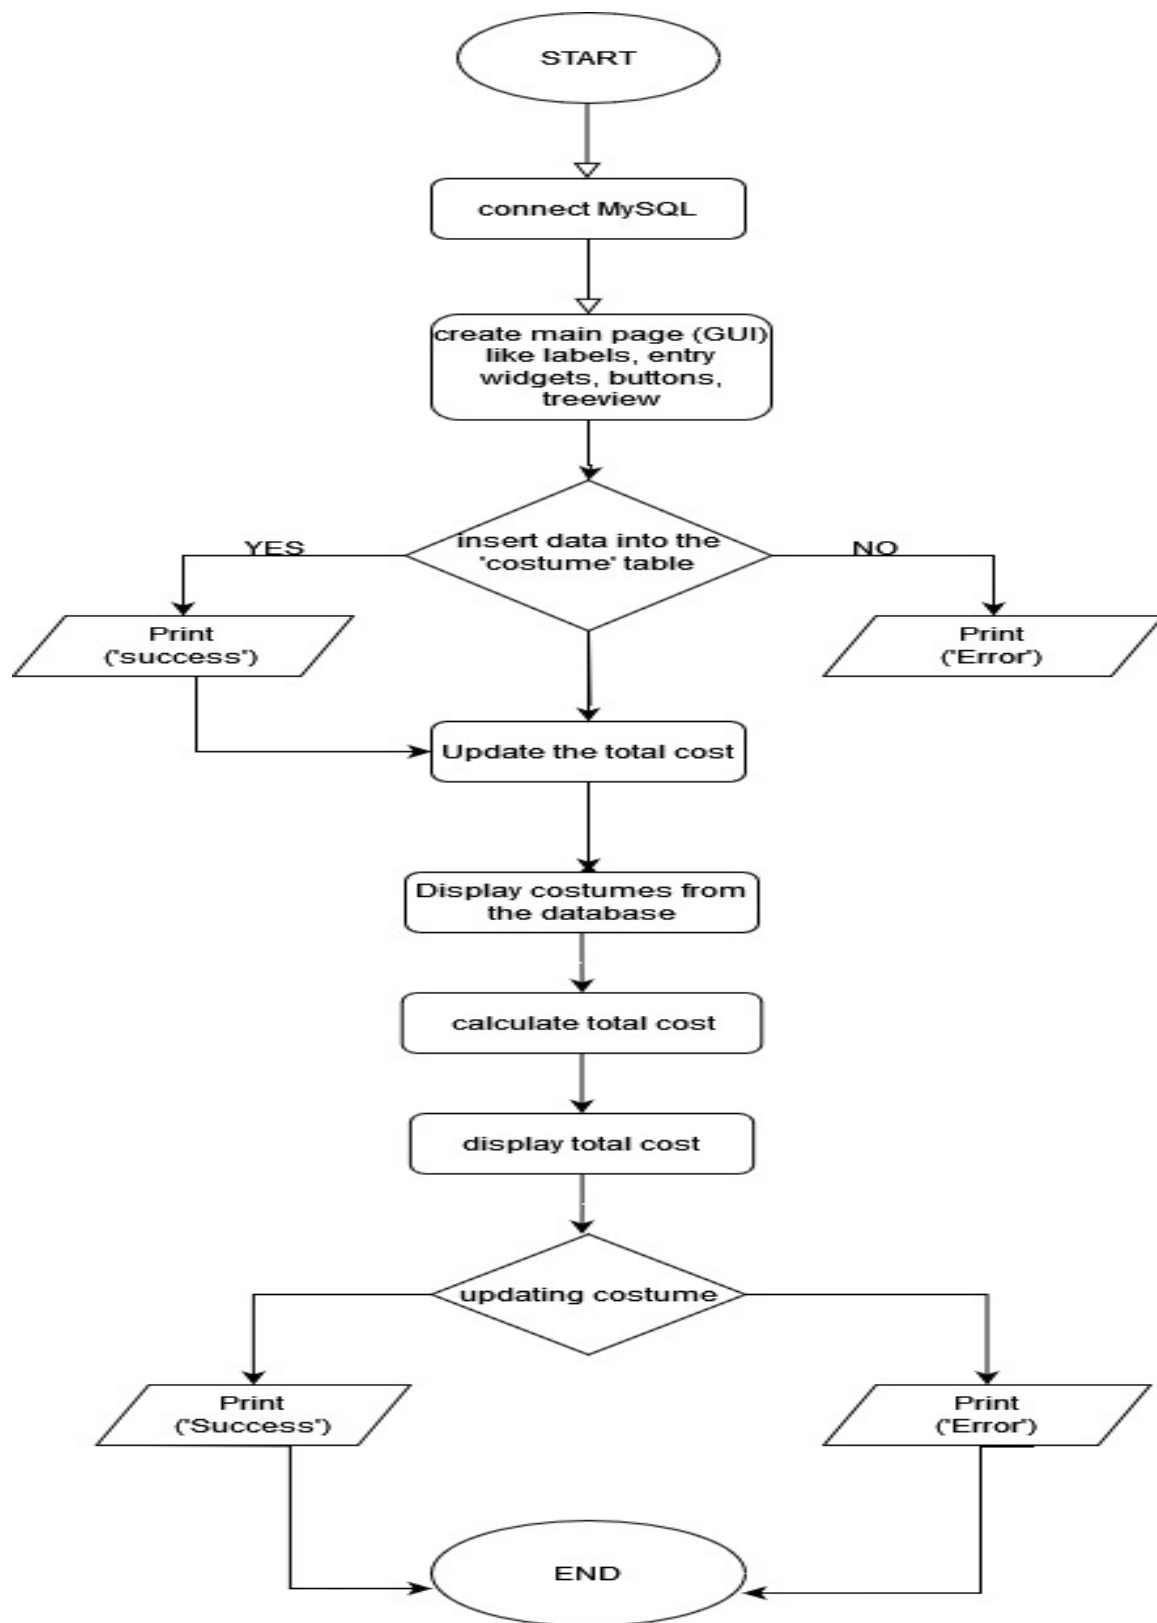 START
connect MySQL
create main page (GUI)
like labels, entry
widgets, buttons,
treeview
insert data into the
'costume' table
YES
NO
Print
('success')
Print
('Error')
Update the total cost
Display costumes from
the database
calculate total cost
display total cost
updating costume
Print
('Success')
Print
('Error')
END